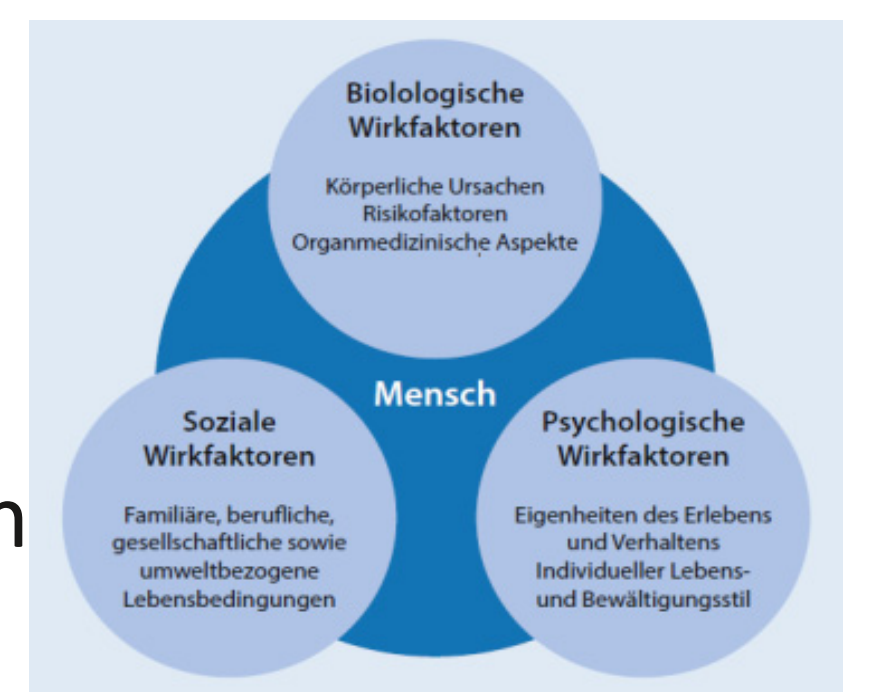 Biolologische
Wirkfaktoren
Körperliche Ursachen
Risikofaktoren
Organmedizinische Aspekte
Mensch
Soziale
Wirkfaktoren
Familiäre, berufliche,
gesellschaftliche sowie
umweltbezogene
Lebensbedingungen
Psychologische
Wirkfaktoren
Eigenheiten des Erlebens
und Verhaltens
Individueller Lebens-
und Bewältigungsstil
n